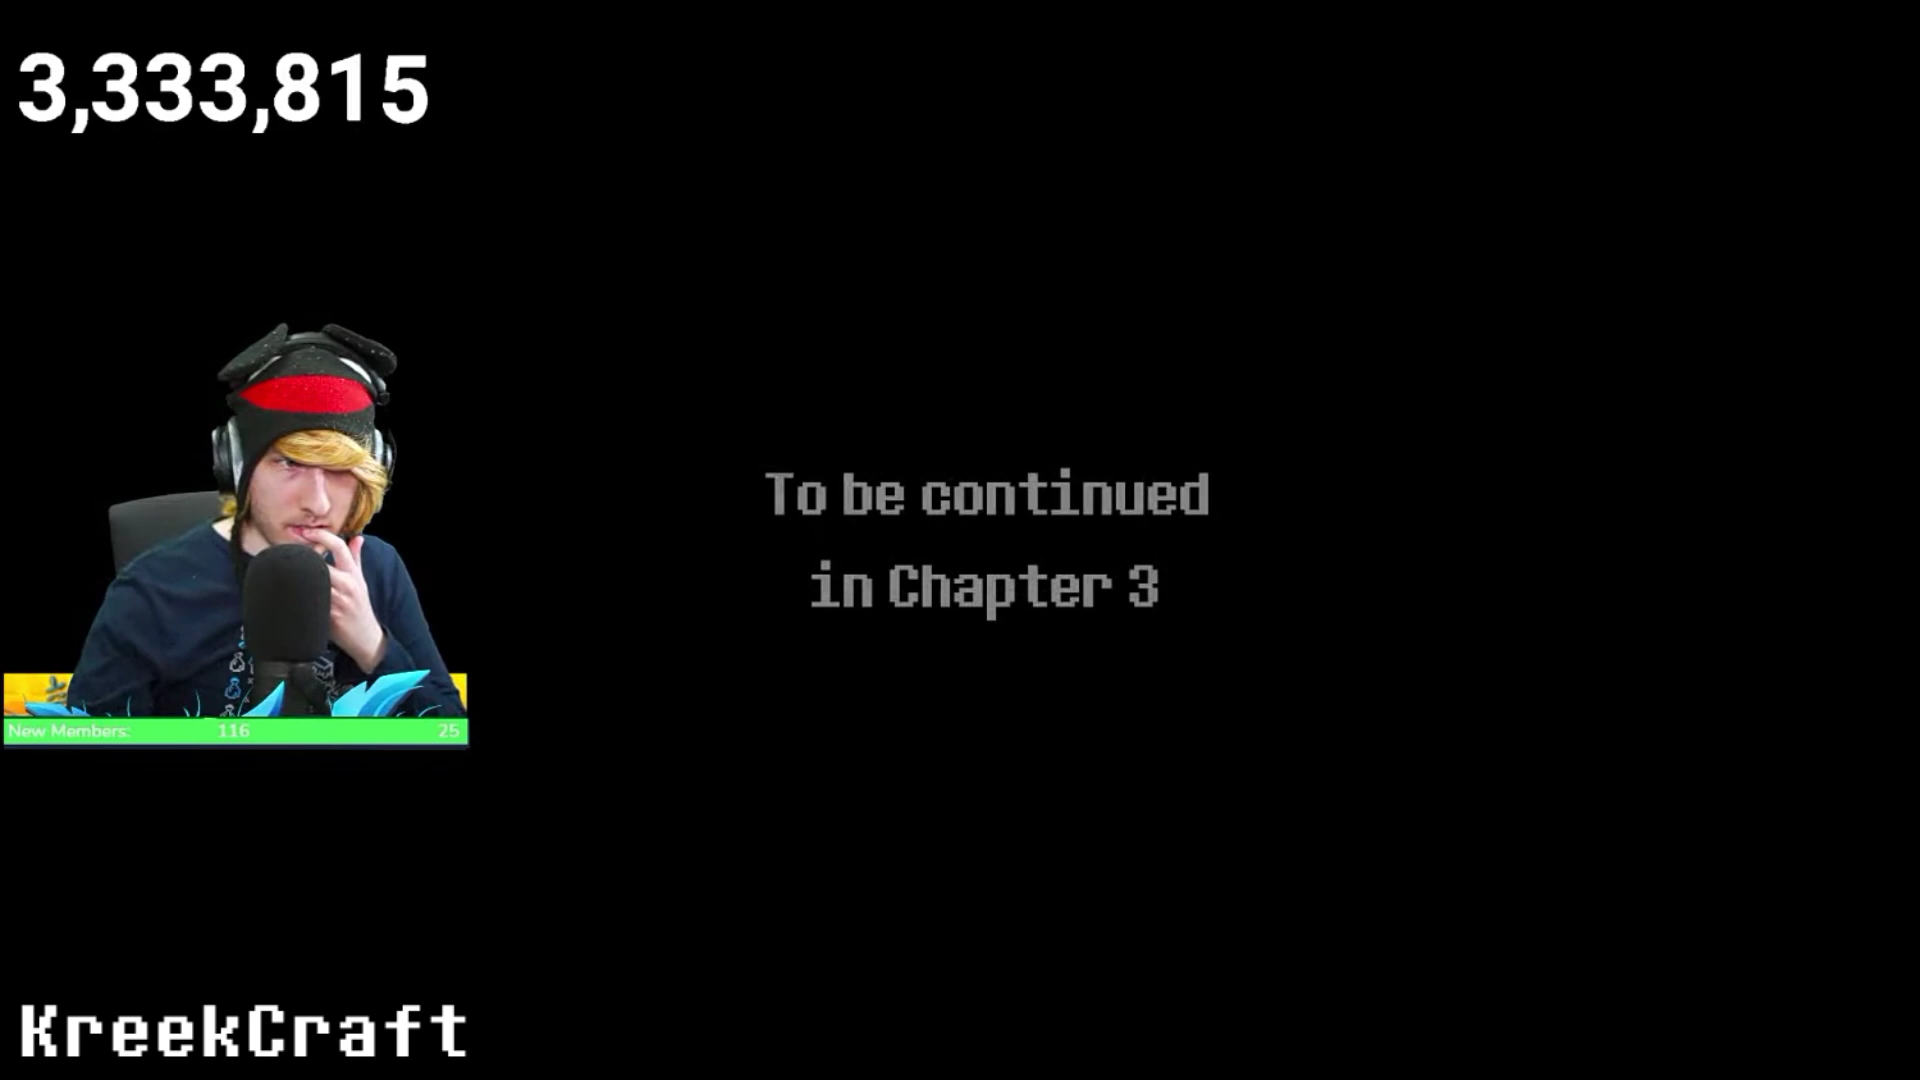 3,333,815
To be continued
in Chapter 3
New Members: 116 25
KreekCraft